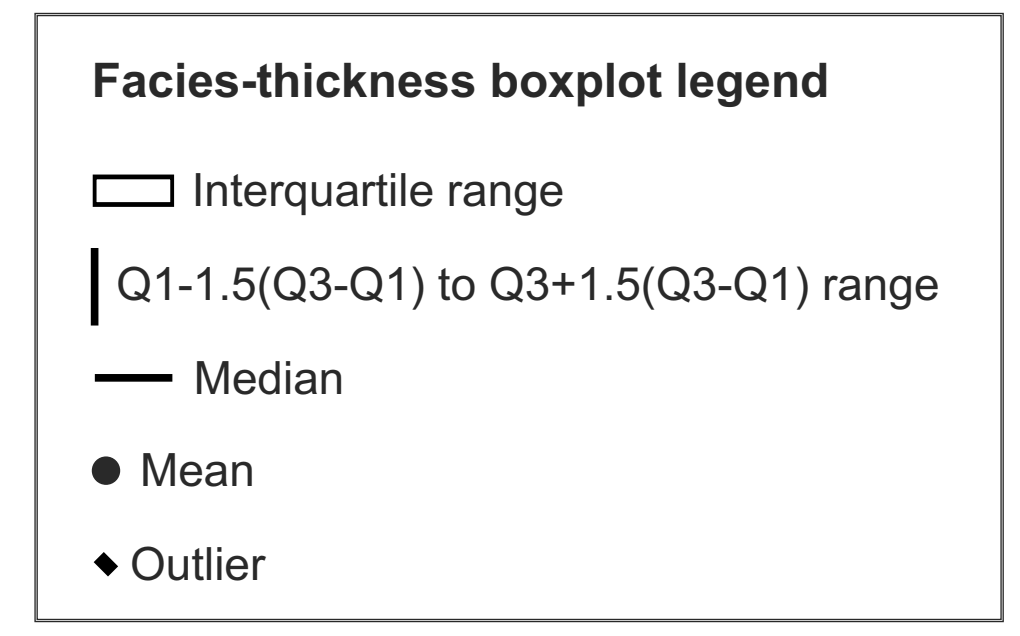 Facies-thickness boxplot legend
Interquartile range
Q1-1.5(Q3-Q1) to Q3+1.5(Q3-Q1) range
Median
Mean
Outlier